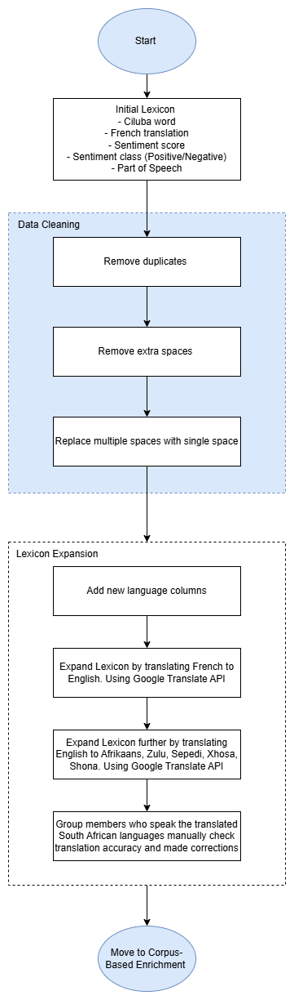 Start
Initial Lexicon
- Ciluba word
- French translation
- Sentiment score
- Sentiment class (Positive/Negative)
- Part of Speech
Data Cleaning
Remove duplicates
Remove extra spaces
Replace multiple spaces with single space
Lexicon Expansion
Add new language columns
Expand Lexicon by translating French to
English. Using Google Translate API
Expand Lexicon further by translating
English to Afrikaans, Zulu, Sepedi, Xhosa,
Shona. Using Google Translate API
Group members who speak the translated
South African languages manually check
translation accuracy and made corrections
Move to Corpus-
Based Enrichment